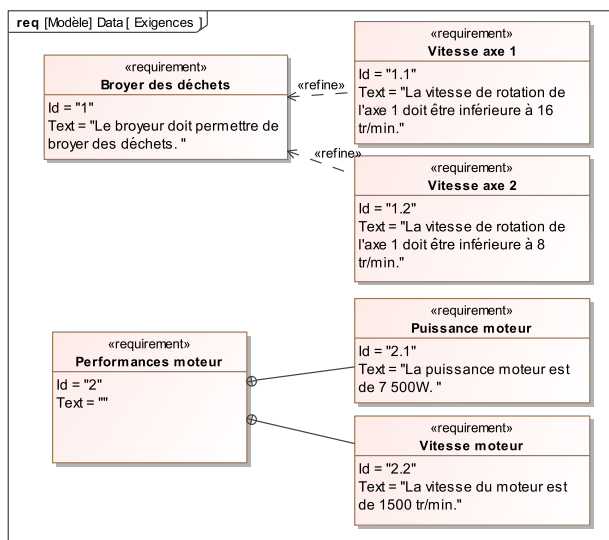 req [Modèle] Data [ Exigences ]
«requirement»
Broyer des déchets
Id = "1"
Text = "Le broyeur doit permettre de
broyer des déchets. "
«refine»
«requirement»
Vitesse axe 1
Id = "1.1"
Text = "La vitesse de rotation de
l'axe 1 doit être inférieure à 16
tr/min."
«refine»
«requirement»
Vitesse axe 2
Id = "1.2"
Text = "La vitesse de rotation de
l'axe 1 doit être inférieure à 8
tr/min."
«requirement»
Performances moteur
Id = "2"
Text = ""
«requirement»
Puissance moteur
Id = "2.1"
Text = "La puissance moteur est
de 7 500W. "
«requirement»
Vitesse moteur
Id = "2.2"
Text = "La vitesse du moteur est
de 1500 tr/min."